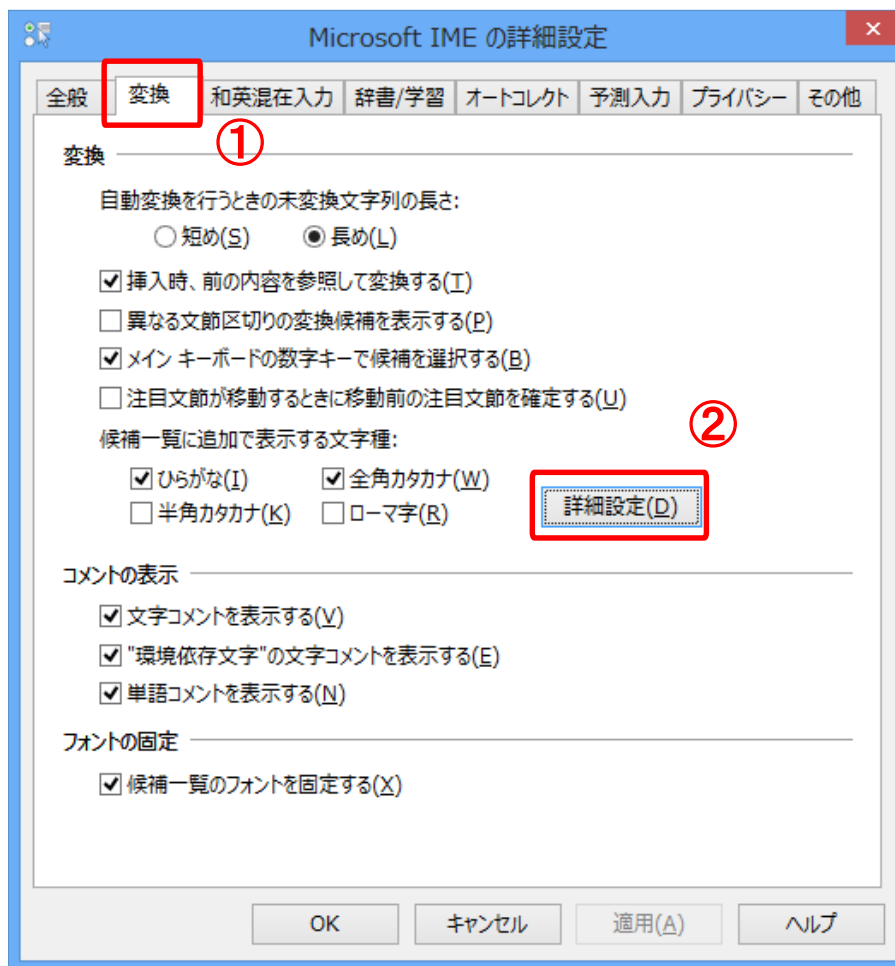 Microsoft IME の詳細設定
全般 変換 和英混在入力 辞書/学習 オートコレクト 予測入力 プライバシー その他
①
変換
自動変換を行うときの未変換文字列の長さ:
短め(S) 長め(L)
挿入時、前の内容を参照して変換する(T)
異なる文節区切りの変換候補を表示する(P)
メイン キーボードの数字キーで候補を選択する(B)
注目文節が移動するときに移動前の注目文節を確定する(U)
②
候補一覧に追加で表示する文字種:
ひらがな(I) 全角カタカナ(W)
半角カタカナ(K) ローマ字(R) 詳細設定(D)
コメントの表示
文字コメントを表示する(V)
"環境依存文字"の文字コメントを表示する(E)
単語コメントを表示する(N)
フォントの固定
候補一覧のフォントを固定する(X)
OK キャンセル 適用(A) ヘルプ